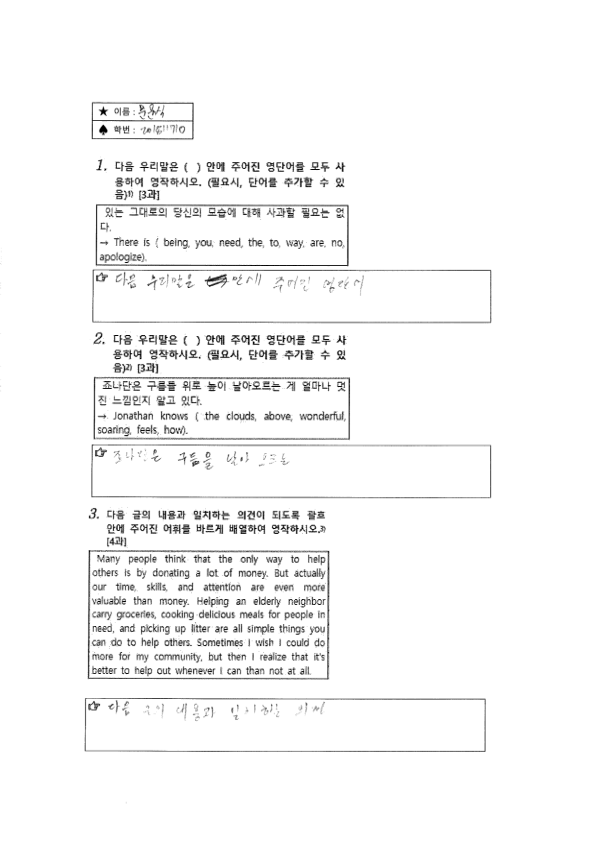 ★ 이름 :
♠ 학번 :
1. 다음 우리말은 ( ) 안에 주어진 영단어를 모두 사
용하여 영작하시오. (필요시, 단어를 추가할 수 있
음)1) [3과]
있는 그대로의 당신의 모습에 대해 사과할 필요는 없
다.
→ There is ( being, you, need, the, to, way, are, no,
apologize).
☞ 다음 우리말은 안에 주어진 영단어
2. 다음 우리말은 ( ) 안에 주어진 영단어를 모두 사
용하여 영작하시오. (필요시, 단어를 추가할 수 있
음)2) [3과]
조나단은 구름들 위로 높이 날아오르는 게 얼마나 멋
진 느낌인지 알고 있다.
→ Jonathan knows ( the clouds, above, wonderful,
soaring, feels, how).
☞ 조나단은 구름을 날아 오르는
3. 다음 글의 내용과 일치하는 의견이 되도록 괄호
안에 주어진 어휘를 바르게 배열하여 영작하시오.3)
[4과]
Many people think that the only way to help
others is by donating a lot of money. But actually
our time, skills, and attention are even more
valuable than money. Helping an elderly neighbor
carry groceries, cooking delicious meals for people in
need, and picking up litter are all simple things you
can do to help others. Sometimes I wish I could do
more for my community, but then I realize that it's
better to help out whenever I can than not at all.
☞ 다음 글의 내용과 일치하는